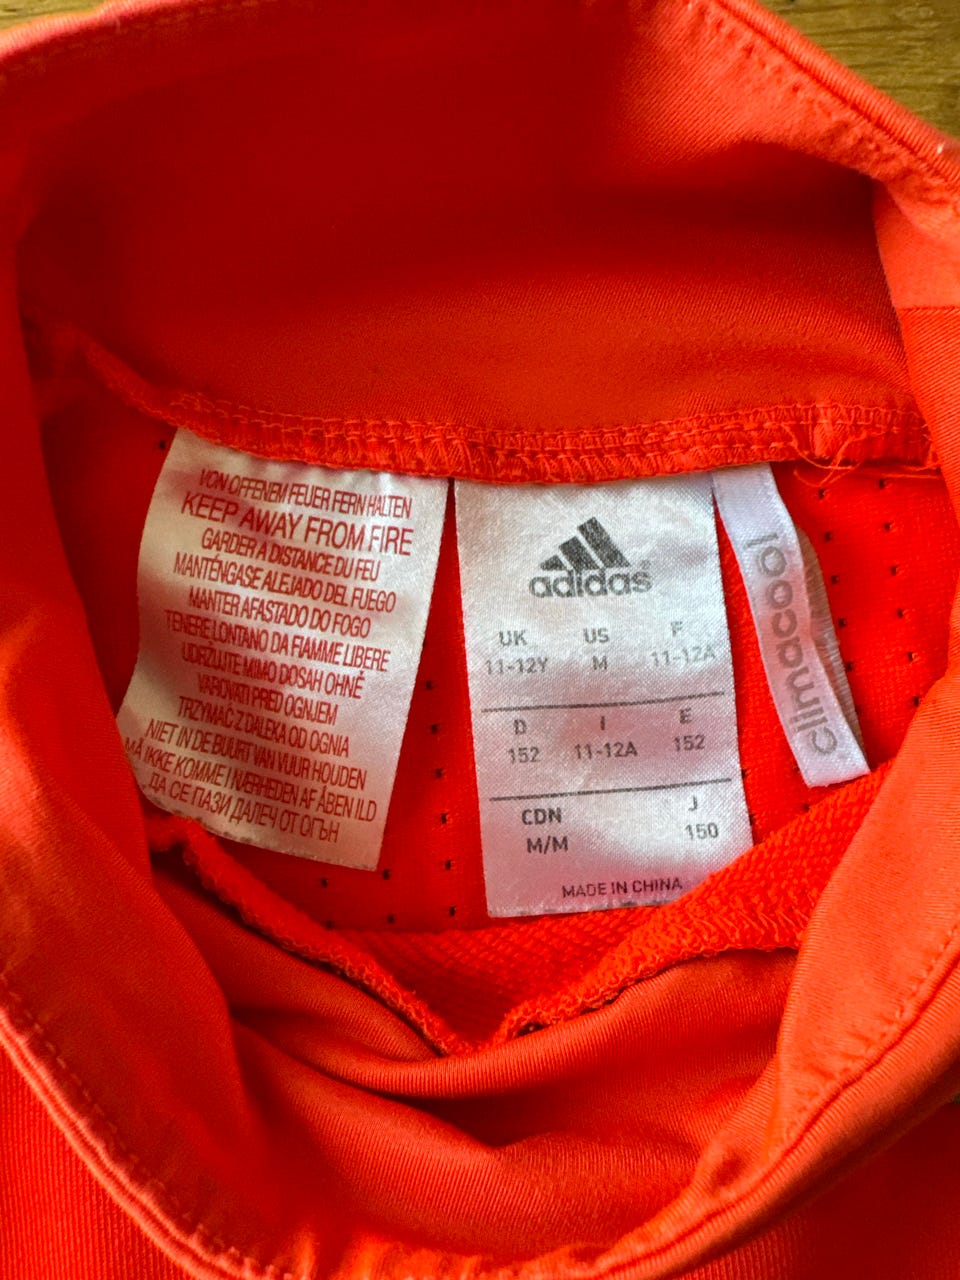 VON OFFENEM FEUER FERN HALTEN
KEEP AWAY FROM FIRE
GARDER À DISTANCE DU FEU
MANTÉNGASE ALEJADO DEL FUEGO
MANTER AFASTADO DO FOGO
TENERE LONTANO DA FIAMME LIBERE
UDRŽUJTE MIMO DOSAH OHNĚ
VAROVATI PRED OGNJEM
TRZYMAĆ Z DALEKA OD OGNIA
NIET IN DE BUURT VAN VUUR HOUDEN
MÅ IKKE KOMME I NÆRHEDEN AF ÅBEN ILD
ДА СЕ ПАЗИ ДАЛЕЧ ОТ ОГЪН
adidas®
UK US F
11-12Y M 11-12A
D I E
152 11-12A 152
CDN J
M/M 150
MADE IN CHINA
climacool